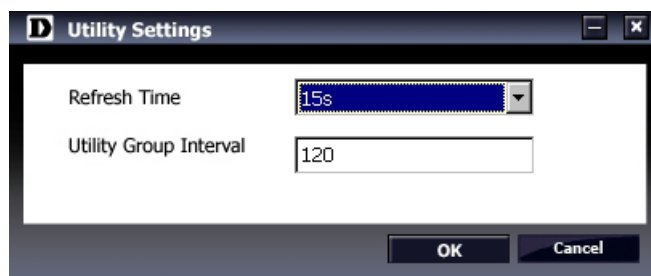 D Utility Settings
Refresh Time 15s
Utility Group Interval 120
OK Cancel